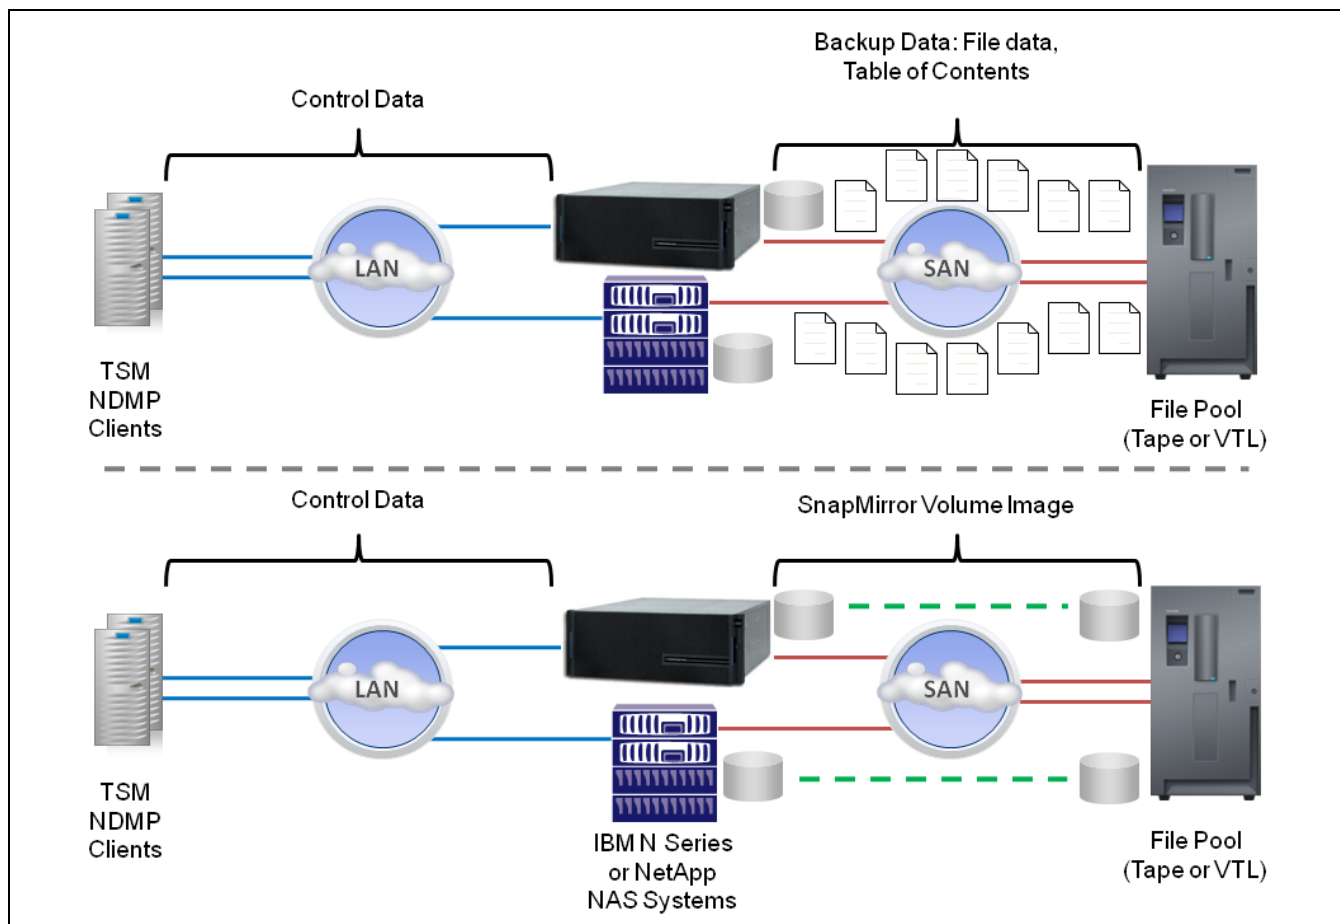 Backup Data: File data,
Table of Contents
Control Data
LAN
SAN
TSM
NDMP
Clients
File Pool
(Tape or VTL)
Control Data
SnapMirror Volume Image
LAN
SAN
TSM
NDMP
Clients
IBM N Series
or NetApp
NAS Systems
File Pool
(Tape or VTL)